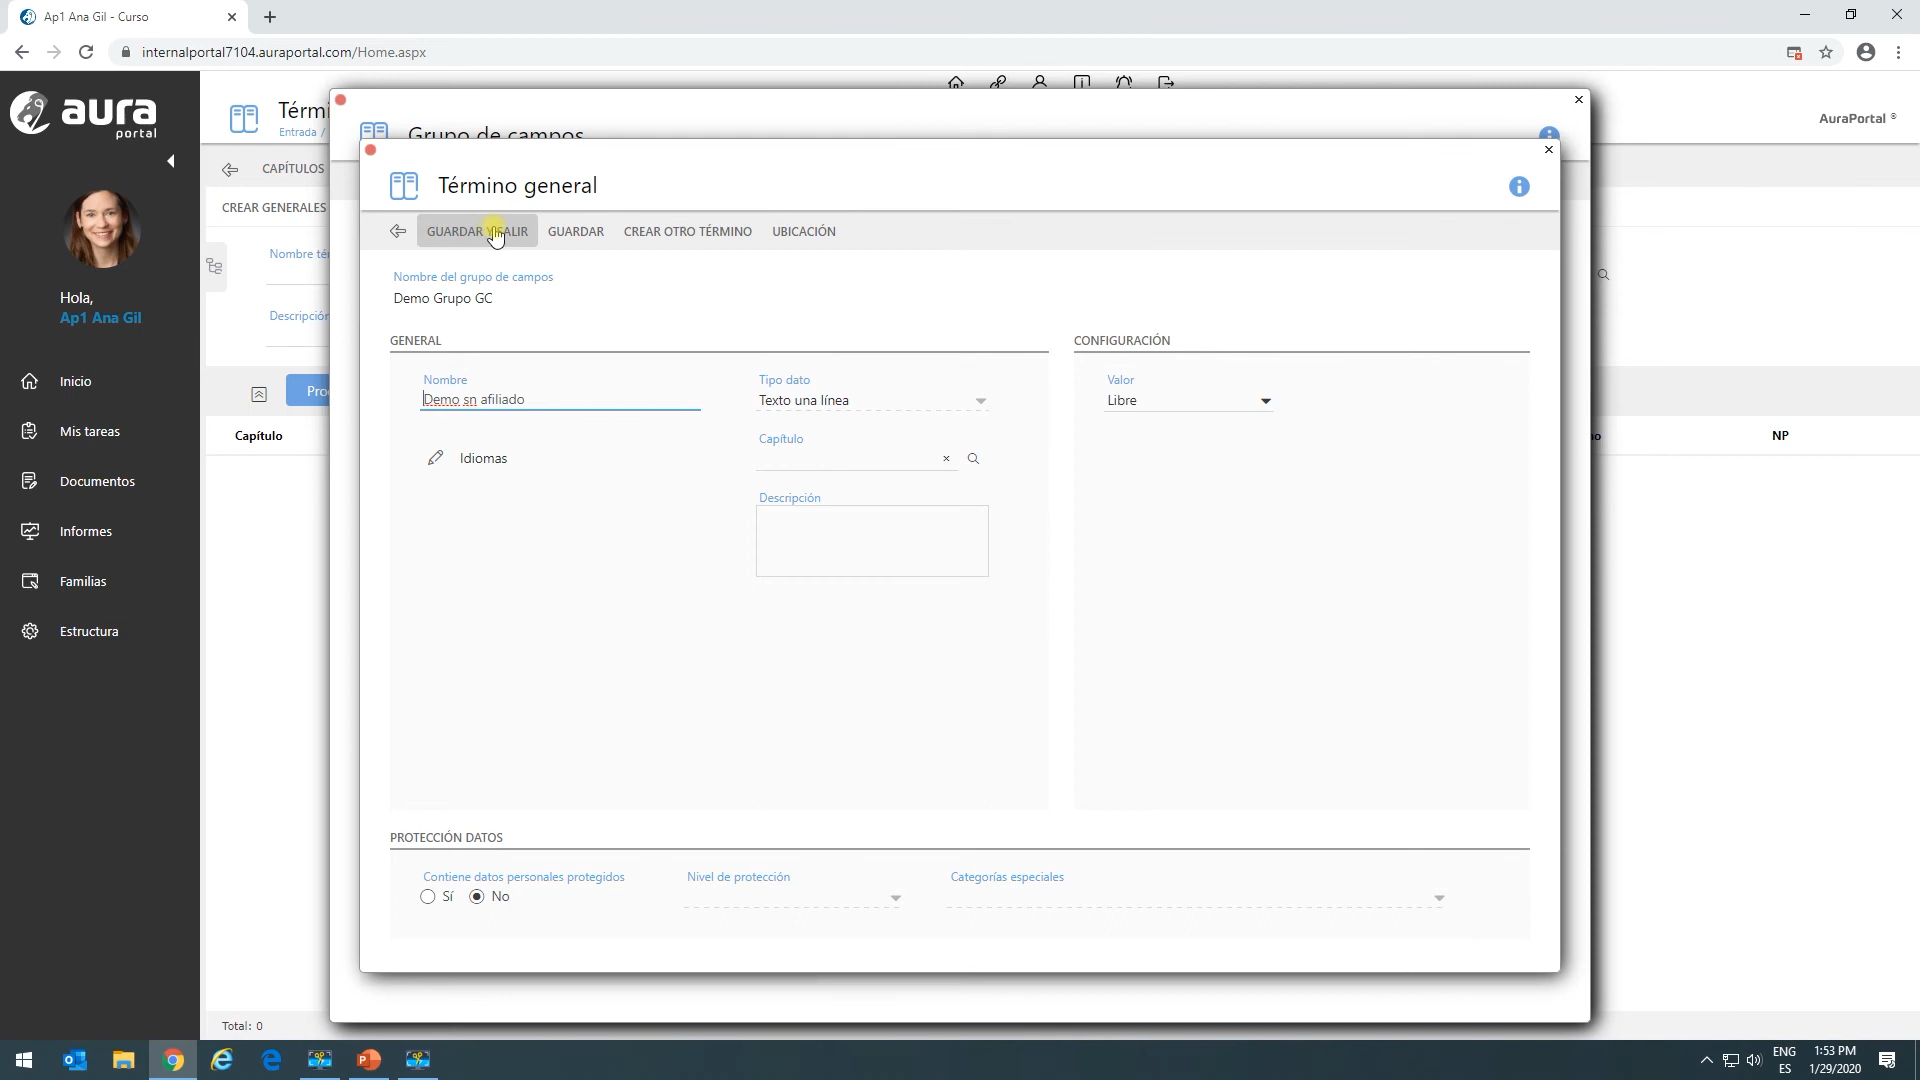 Ap1 Ana Gil - Curso
internalportal7104.auraportal.com/Home.aspx
aura
portal
Térmi
Entrada /
Grupo de campos
AuraPortal ®
CAPÍTULOS
CREAR GENERALES
Término general
GUARDAR Y SALIR
GUARDAR
CREAR OTRO TÉRMINO
UBICACIÓN
Nombre té
Descripción
Nombre del grupo de campos
Demo Grupo GC
Hola,
Ap1 Ana Gil
Inicio
Mis tareas
Documentos
Informes
Familias
Estructura
Pro
Capítulo
NP
GENERAL
Nombre
Demo sn afiliado
Idiomas
Tipo dato
Texto una línea
Capítulo
Descripción
CONFIGURACIÓN
Valor
Libre
PROTECCIÓN DATOS
Contiene datos personales protegidos
Sí No
Nivel de protección
Categorías especiales
Total: 0
ENG
ES
1:53 PM
1/29/2020